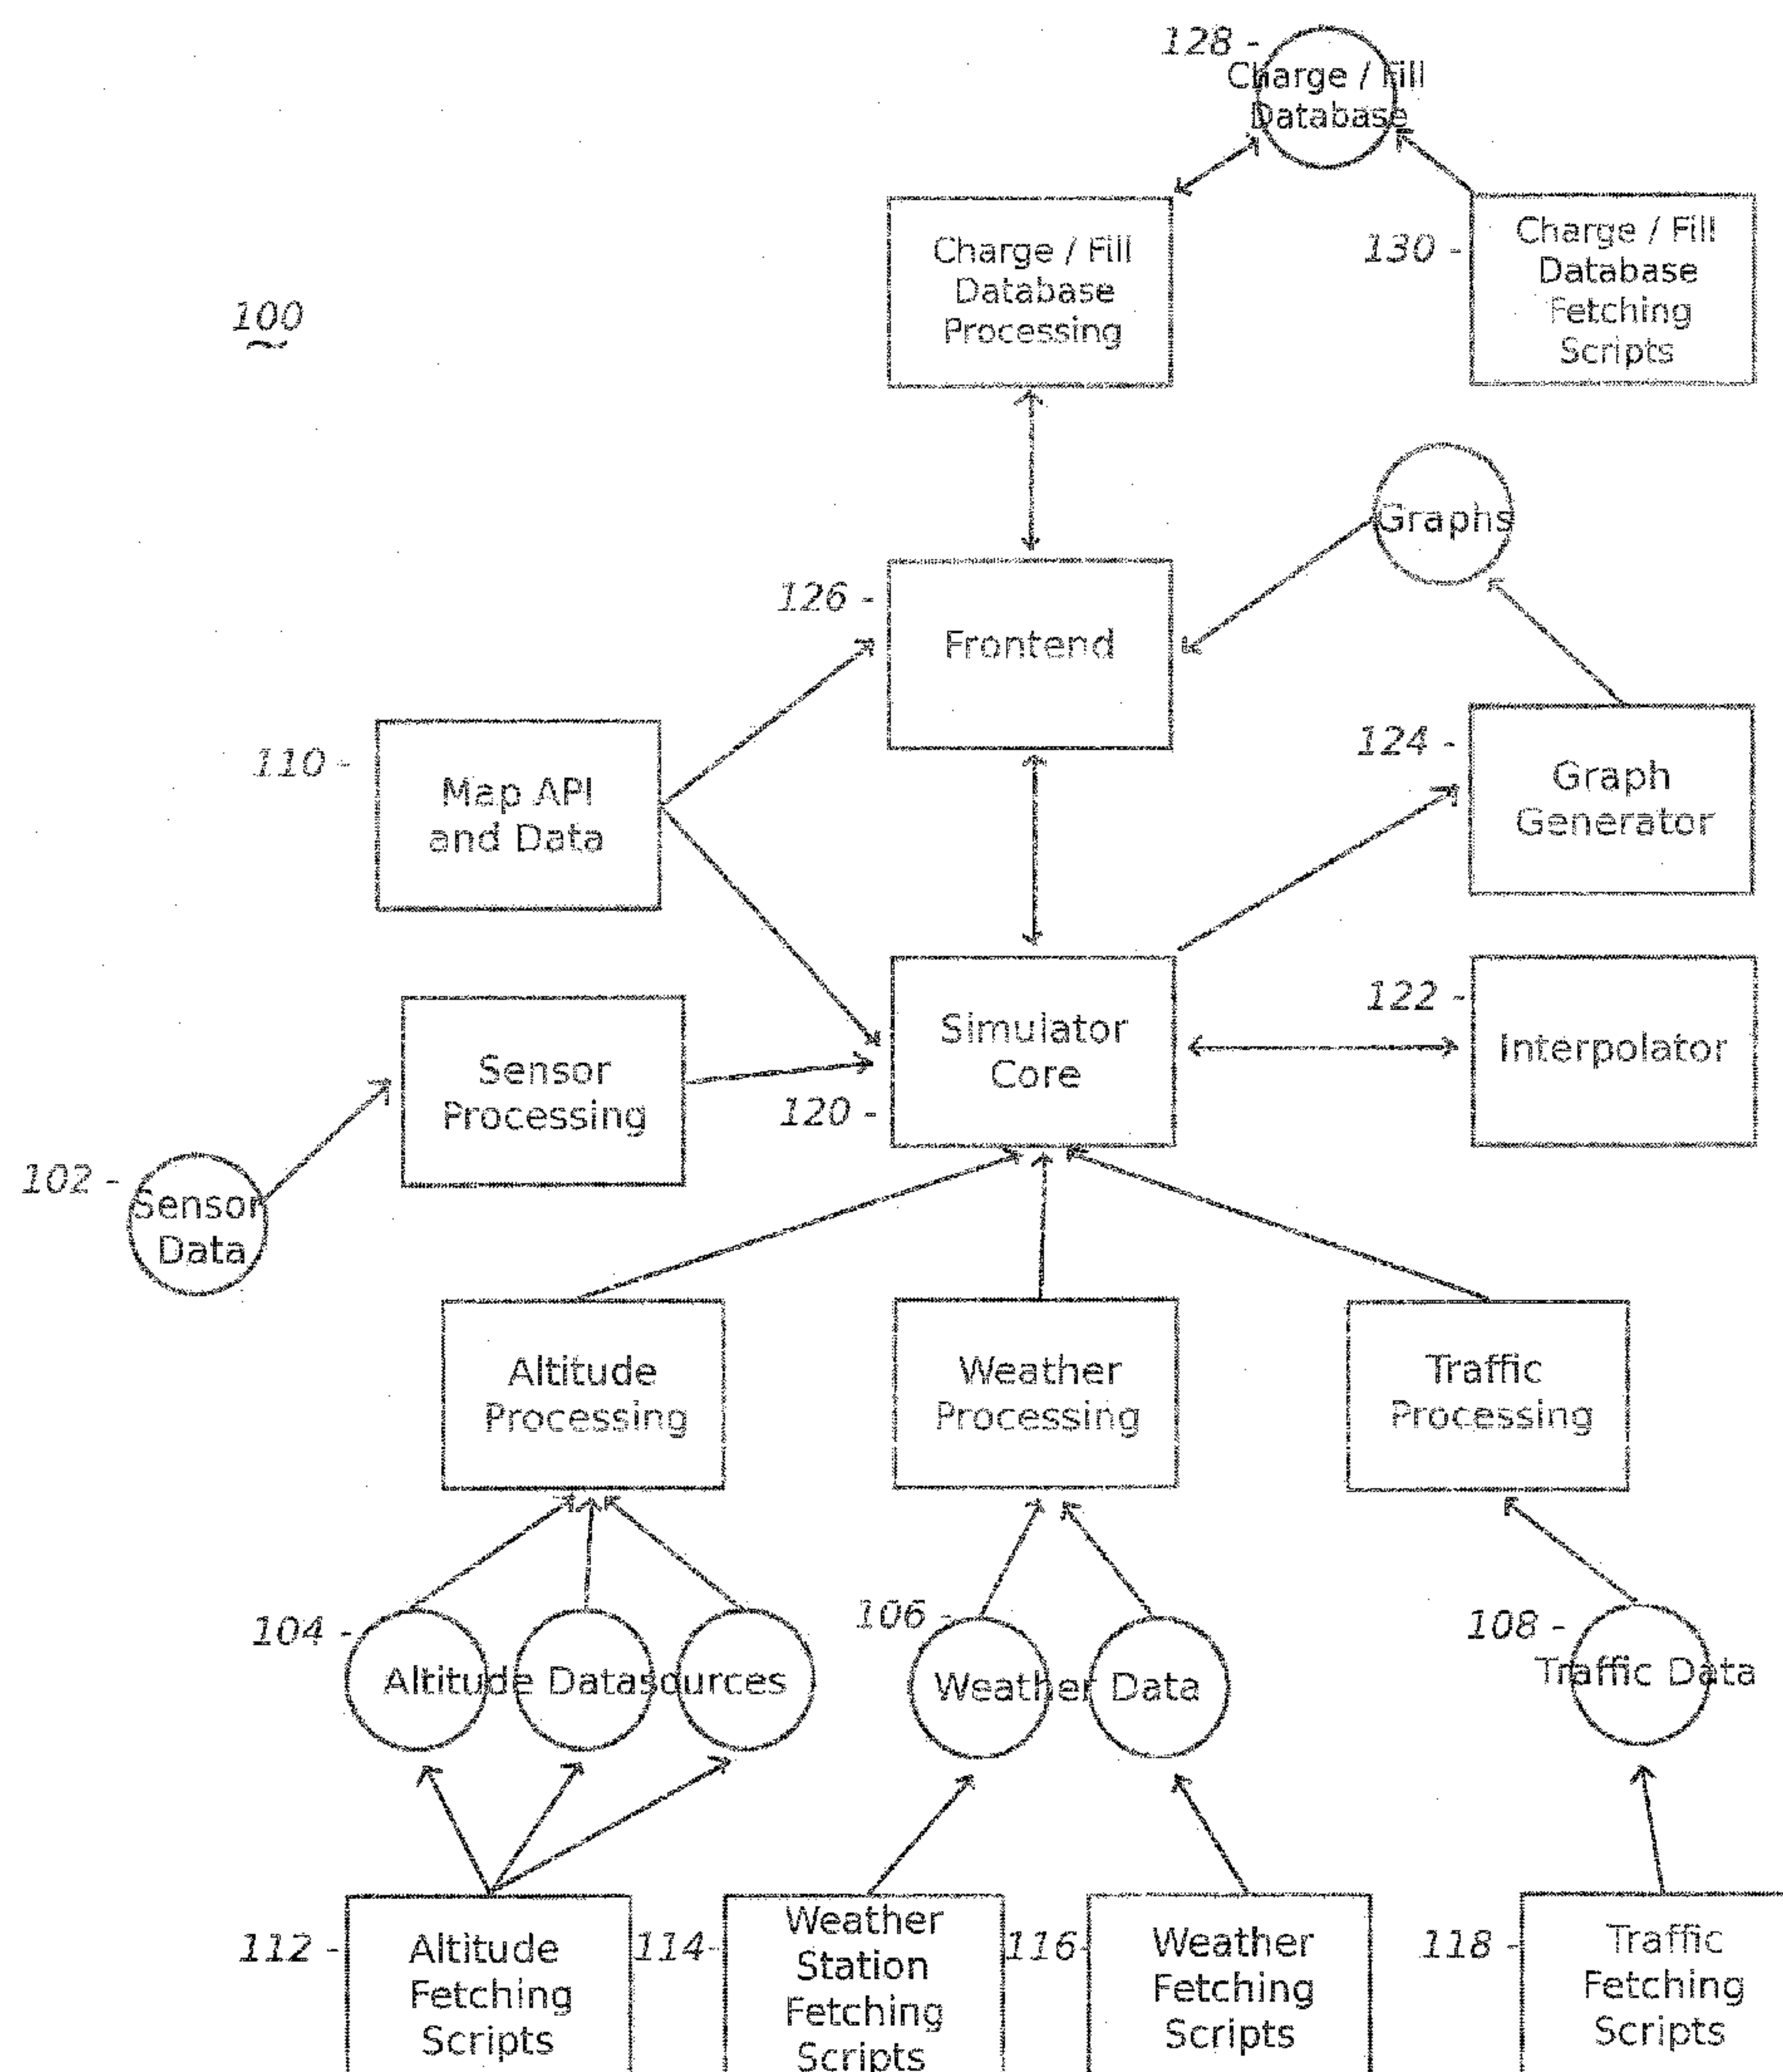 128 -
Charge / Fill
Database
100
Charge / Fill
Database
Processing
130 -
Charge / Fill
Database
Fetching
Scripts
Graphs
126 -
Frontend
110 -
Map API
and Data
124 -
Graph
Generator
Simulator
Core
120 -
122 -
Interpolator
Sensor
Processing
102 -
Sensor
Data
Altitude
Processing
Weather
Processing
Traffic
Processing
104 -
Altitude Datasources
106 -
Weather Data
108 -
Traffic Data
112 -
Altitude
Fetching
Scripts
114 -
Weather
Station
Fetching
Scripts
116 -
Weather
Fetching
Scripts
118 -
Traffic
Fetching
Scripts